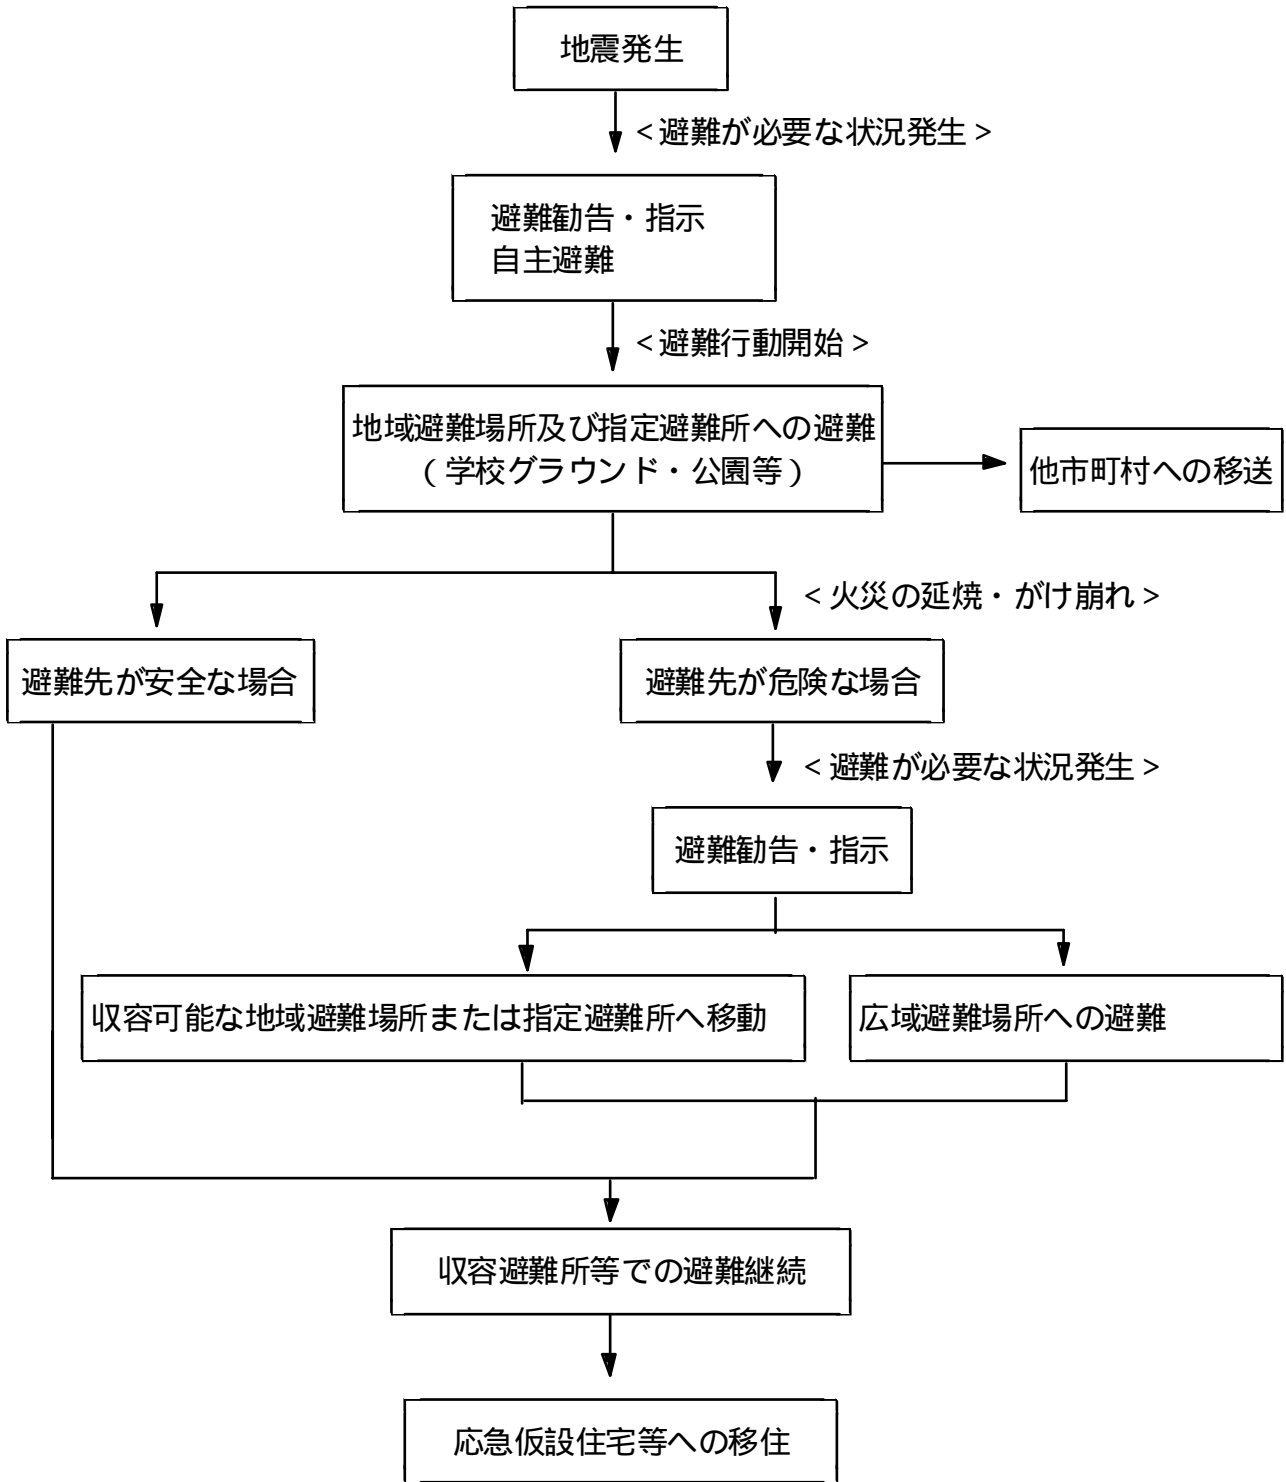 地震発生
<避難が必要な状況発生>
避難勧告・指示
自主避難
<避難行動開始>
地域避難場所及び指定避難所への避難
(学校グラウンド・公園等)
他市町村への移送
<火災の延焼・がけ崩れ>
避難先が安全な場合
避難先が危険な場合
<避難が必要な状況発生>
避難勧告・指示
収容可能な地域避難場所または指定避難所へ移動
広域避難場所への避難
収容避難所等での避難継続
応急仮設住宅等への移住